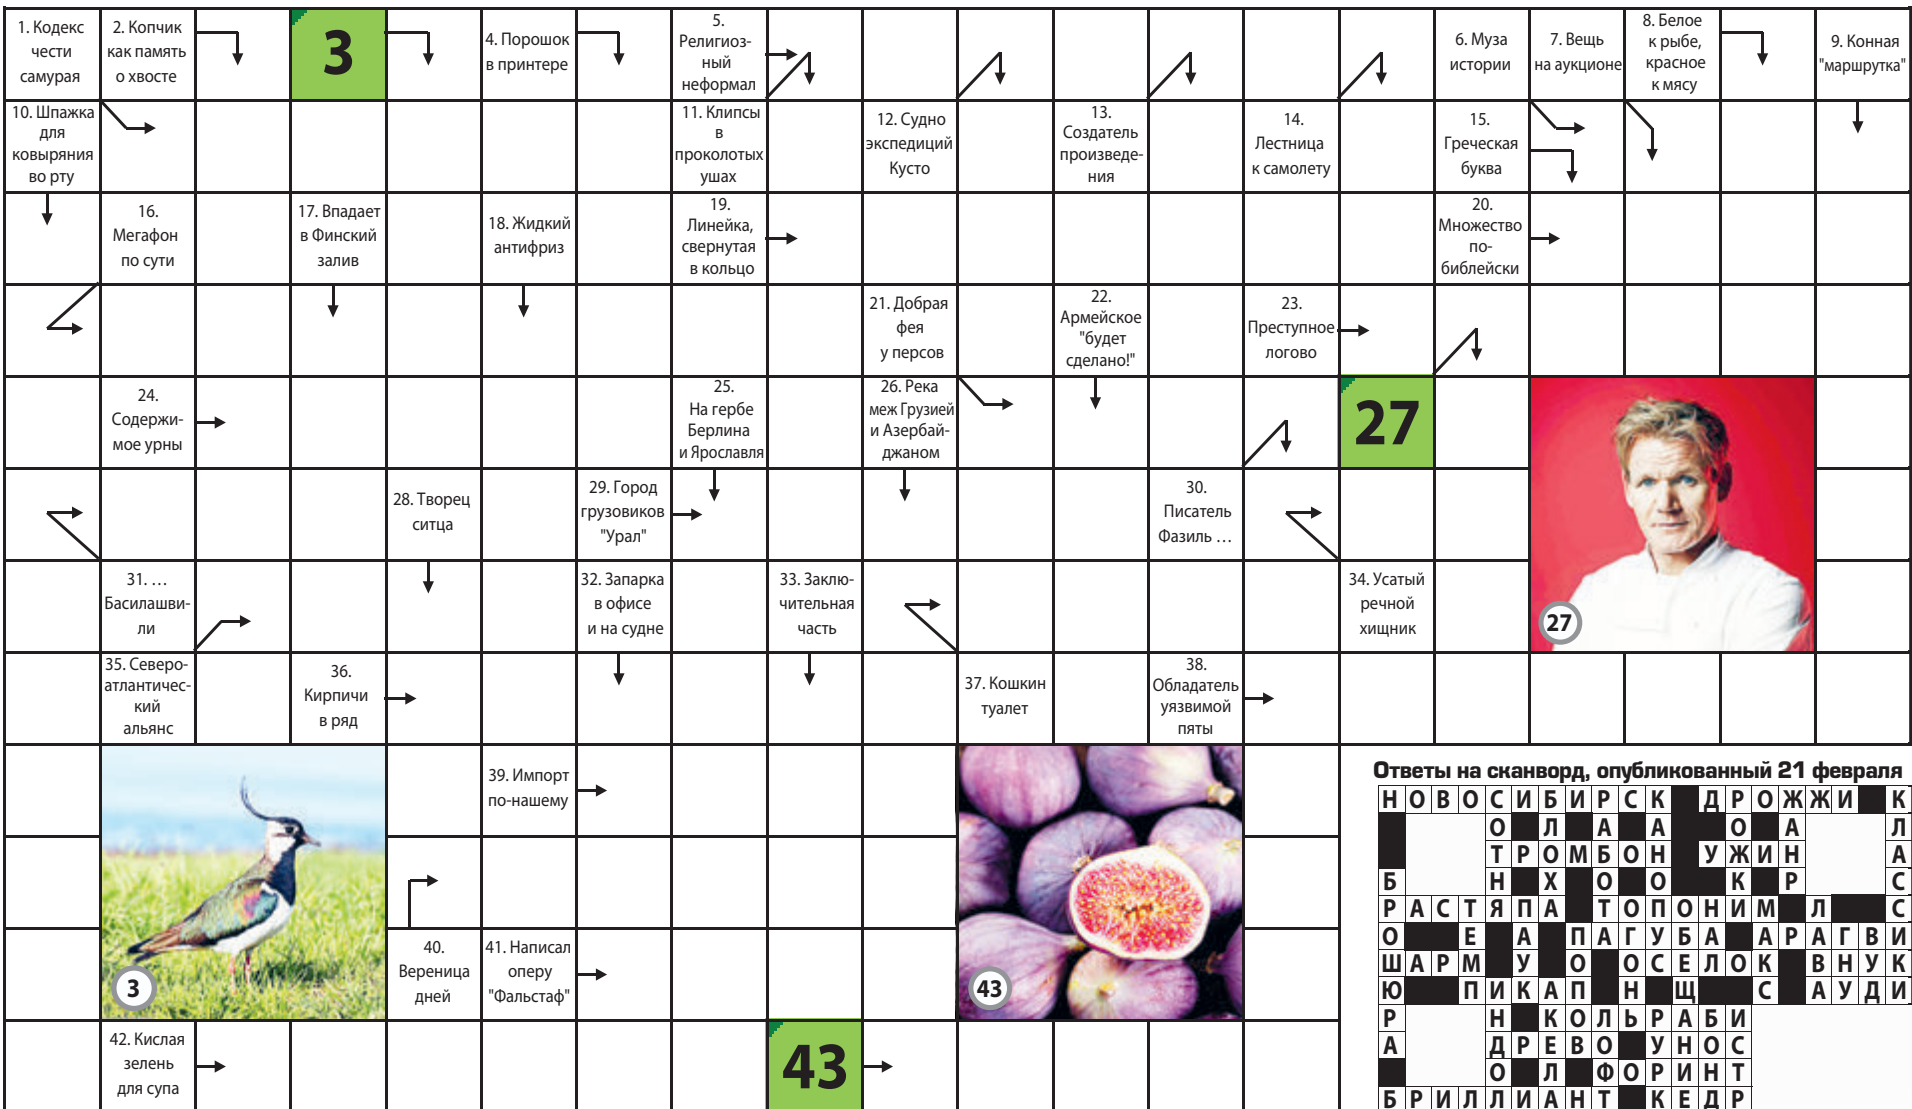 1. Кодекс
чести
самурая
2. Копчик
как память
о хвосте
3
4. Порошок
в принтере
5.
Религиоз-
ный
неформал
6. Муза
истории
7. Вещь
на аукционе
8. Белое
к рыбе,
красное
к мясу
9. Конная
"маршрутка"
10. Шпажка
для
ковыряния
во рту
11. Клипсы
в
проколотых
ушах
12. Судно
экспедиций
Кусто
13.
Создатель
произведе-
ния
14.
Лестница
к самолету
15.
Греческая
буква
16.
Мегафон
по сути
17. Впадает
в Финский
залив
18. Жидкий
антифриз
19.
Линейка,
свернутая
в кольцо
20.
Множество
по-
библейски
21. Добрая
фея
у персов
22.
Армейское
"будет
сделано!"
23.
Преступное
логово
24.
Содержи-
мое урны
25.
На гербе
Берлина
и Ярославля
26. Река
меж Грузией
и Азербай-
джаном
27
28. Творец
ситца
29. Город
грузовиков
"Урал"
30.
Писатель
Фазиль ...
27
31. ...
Басилашви-
ли
32. Запарка
в офисе
и на судне
33. Заклю-
чительная
часть
34. Усатый
речной
хищник
35. Северо-
атлантичес-
кий
альянс
36.
Кирпичи
в ряд
37. Кошкин
туалет
38.
Обладатель
уязвимой
пяты
39. Импорт
по-нашему
3
40.
Вереница
дней
41. Написал
оперу
"Фальстаф"
43
42. Кислая
зелень
для супа
43
Ответы на сканворд, опубликованный 21 февраля
НОВОСИБИРСК ДРОЖЖИ К
О Л А А О А Л
ТРОМБОН УЖИН А
Б Н Х О О К Р С
РАСТЯПА ТОПОНИМ Л С
О Е А ПАГУБА АРАГВИ
ШАРМ У О ОСЕЛОК ВНУК
Ю ПИКАП Н Щ С АУДИ
Р Н КОЛЬРАБИ
А ДРЕВО УНОС
О Л ФОРИНТ
БРИЛЛИАНТ КЕДР